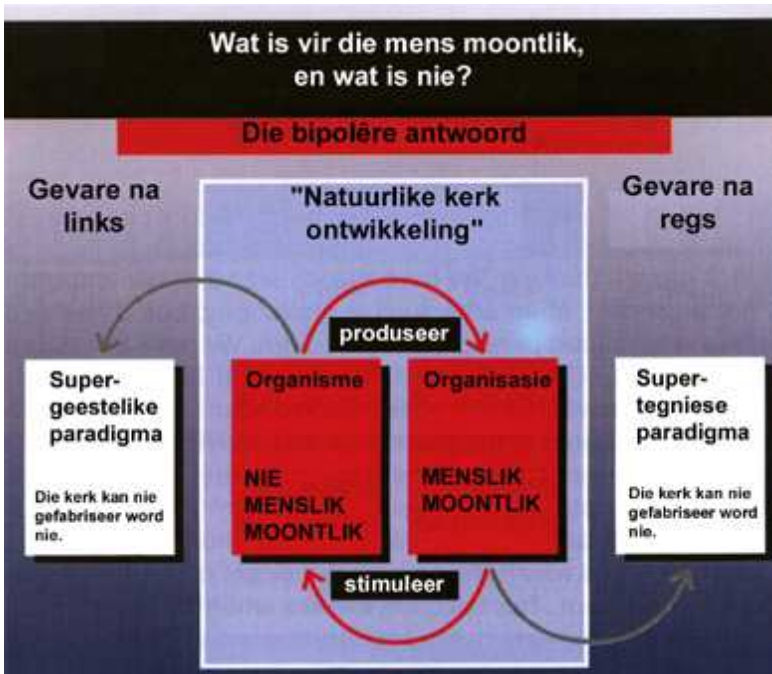 Wat is vir die mens moontlik,
en wat is nie?
Die bipolêre antwoord
Gevare na
links
"Natuurlike kerk
ontwikkeling"
Gevare na
regs
produseer
Super-
geestelike
paradigma
Die kerk kan nie
gefabriseer word
nie.
Organisme
NIE
MENSLIK
MOONTLIK
Organisasie
MENSLIK
MOONTLIK
Super-
tegniese
paradigma
Die kerk kan nie
gefabriseer word
nie.
stimuleer